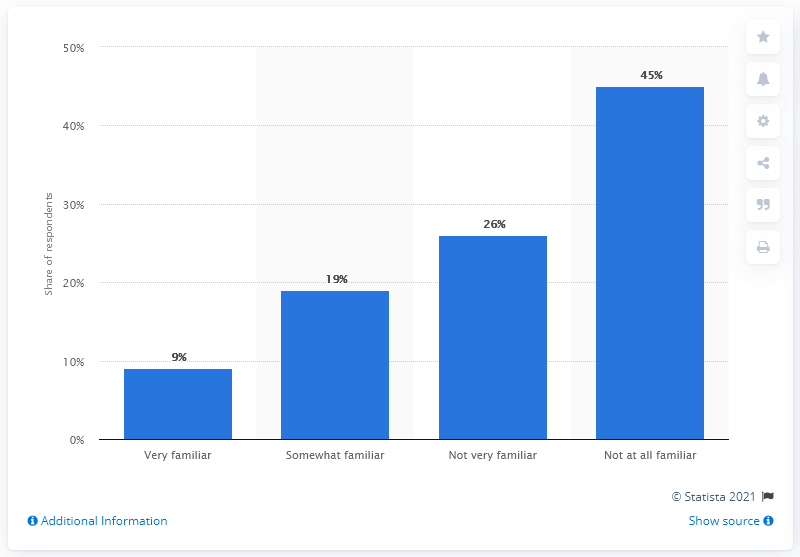 50%
45%
40%
30%
26%
Share of respondents
19%
20%
9%
10%
0%
Very familiar
Somewhat familiar
Not very familiar
Not at all familiar
© Statista 2021
Additional Information
Show source